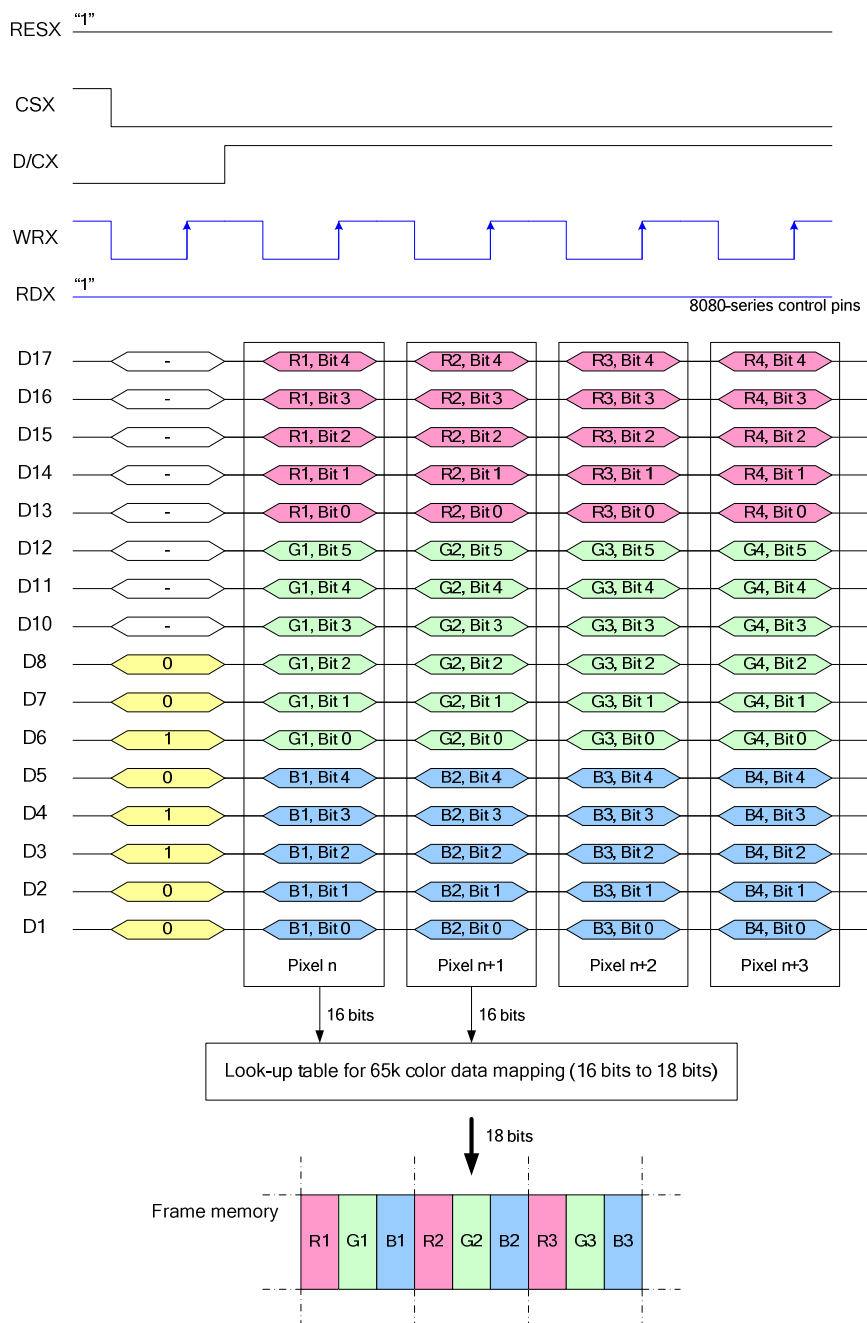 RESX “1”
CSX
D/CX
WRX
RDX “1”
8080-series control pins
D17 - R1, Bit 4 R2, Bit 4 R3, Bit 4 R4, Bit 4
D16 - R1, Bit 3 R2, Bit 3 R3, Bit 3 R4, Bit 3
D15 - R1, Bit 2 R2, Bit 2 R3, Bit 2 R4, Bit 2
D14 - R1, Bit 1 R2, Bit 1 R3, Bit 1 R4, Bit 1
D13 - R1, Bit 0 R2, Bit 0 R3, Bit 0 R4, Bit 0
D12 - G1, Bit 5 G2, Bit 5 G3, Bit 5 G4, Bit 5
D11 - G1, Bit 4 G2, Bit 4 G3, Bit 4 G4, Bit 4
D10 - G1, Bit 3 G2, Bit 3 G3, Bit 3 G4, Bit 3
D8 0 G1, Bit 2 G2, Bit 2 G3, Bit 2 G4, Bit 2
D7 0 G1, Bit 1 G2, Bit 1 G3, Bit 1 G4, Bit 1
D6 1 G1, Bit 0 G2, Bit 0 G3, Bit 0 G4, Bit 0
D5 0 B1, Bit 4 B2, Bit 4 B3, Bit 4 B4, Bit 4
D4 1 B1, Bit 3 B2, Bit 3 B3, Bit 3 B4, Bit 3
D3 1 B1, Bit 2 B2, Bit 2 B3, Bit 2 B4, Bit 2
D2 0 B1, Bit 1 B2, Bit 1 B3, Bit 1 B4, Bit 1
D1 0 B1, Bit 0 B2, Bit 0 B3, Bit 0 B4, Bit 0
Pixel n Pixel n+1 Pixel n+2 Pixel n+3
16 bits 16 bits
Look-up table for 65k color data mapping (16 bits to 18 bits)
18 bits
Frame memory
R1 G1 B1 R2 G2 B2 R3 G3 B3